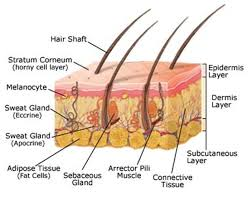 Hair Shaft
Stratum Corneum
(horny cell layer)
Melanocyte
Sweat Gland
(Eccrine)
Sweat Gland
(Apocrine)
Adipose Tissue
(Fat Cells)
Sebaceous
Gland
Arrector Pili
Muscle
Connective
Tissue
Epidermis
Layer
Dermis
Layer
Subcutaneous
Layer